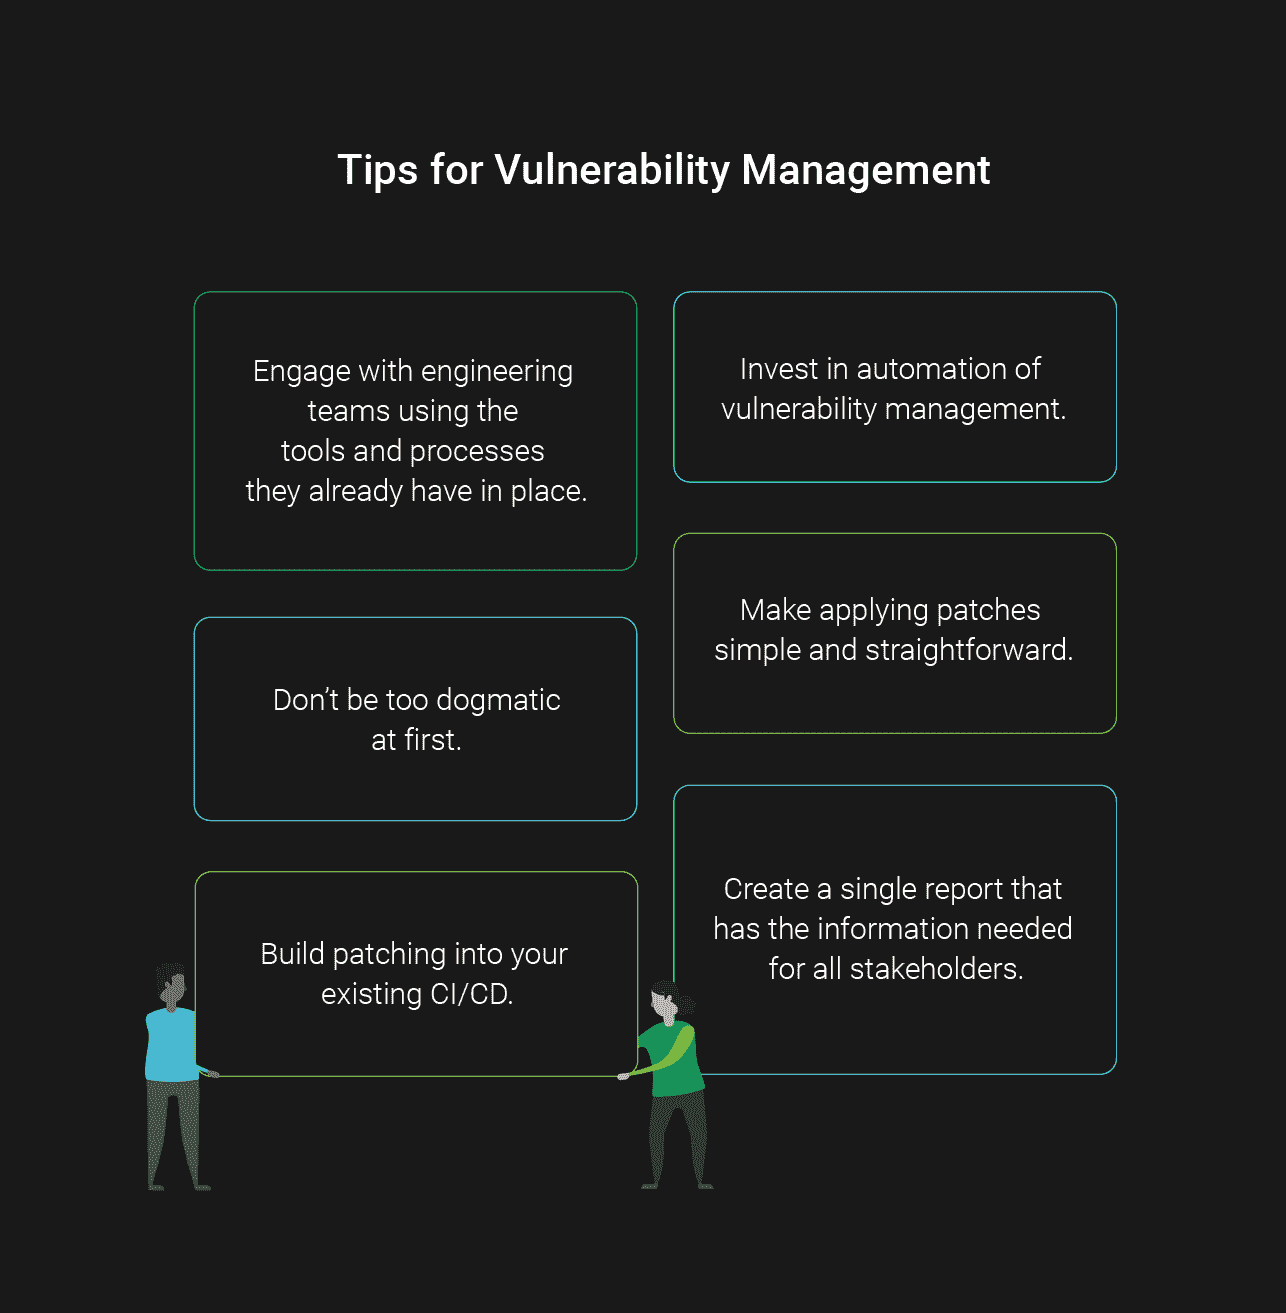 Tips for Vulnerability Management
Engage with engineering
teams using the
tools and processes
they already have in place.
Invest in automation of
vulnerability management.
Don’t be too dogmatic
at first.
Make applying patches
simple and straightforward.
Build patching into your
existing CI/CD.
Create a single report that
has the information needed
for all stakeholders.